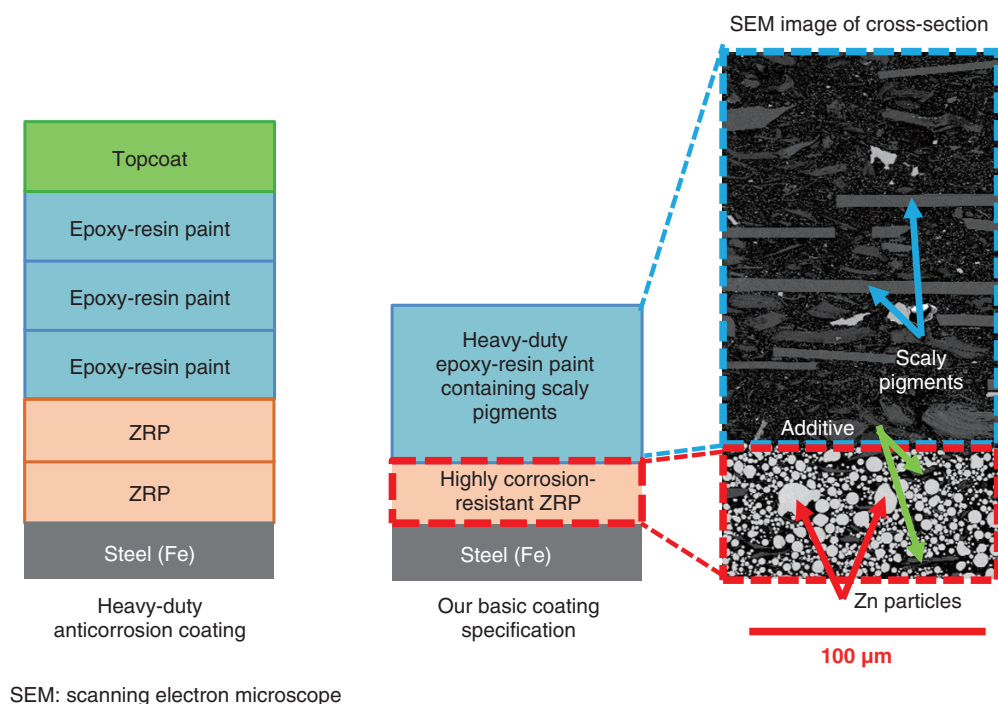 SEM image of cross-section
Topcoat
Epoxy-resin paint
Epoxy-resin paint
Epoxy-resin paint
ZRP
ZRP
Steel (Fe)
Heavy-duty
anticorrosion coating
Heavy-duty
epoxy-resin paint
containing scaly
pigments
Highly corrosion-
resistant ZRP
Steel (Fe)
Our basic coating
specification
Scaly
pigments
Additive
Zn particles
100 µm
SEM: scanning electron microscope